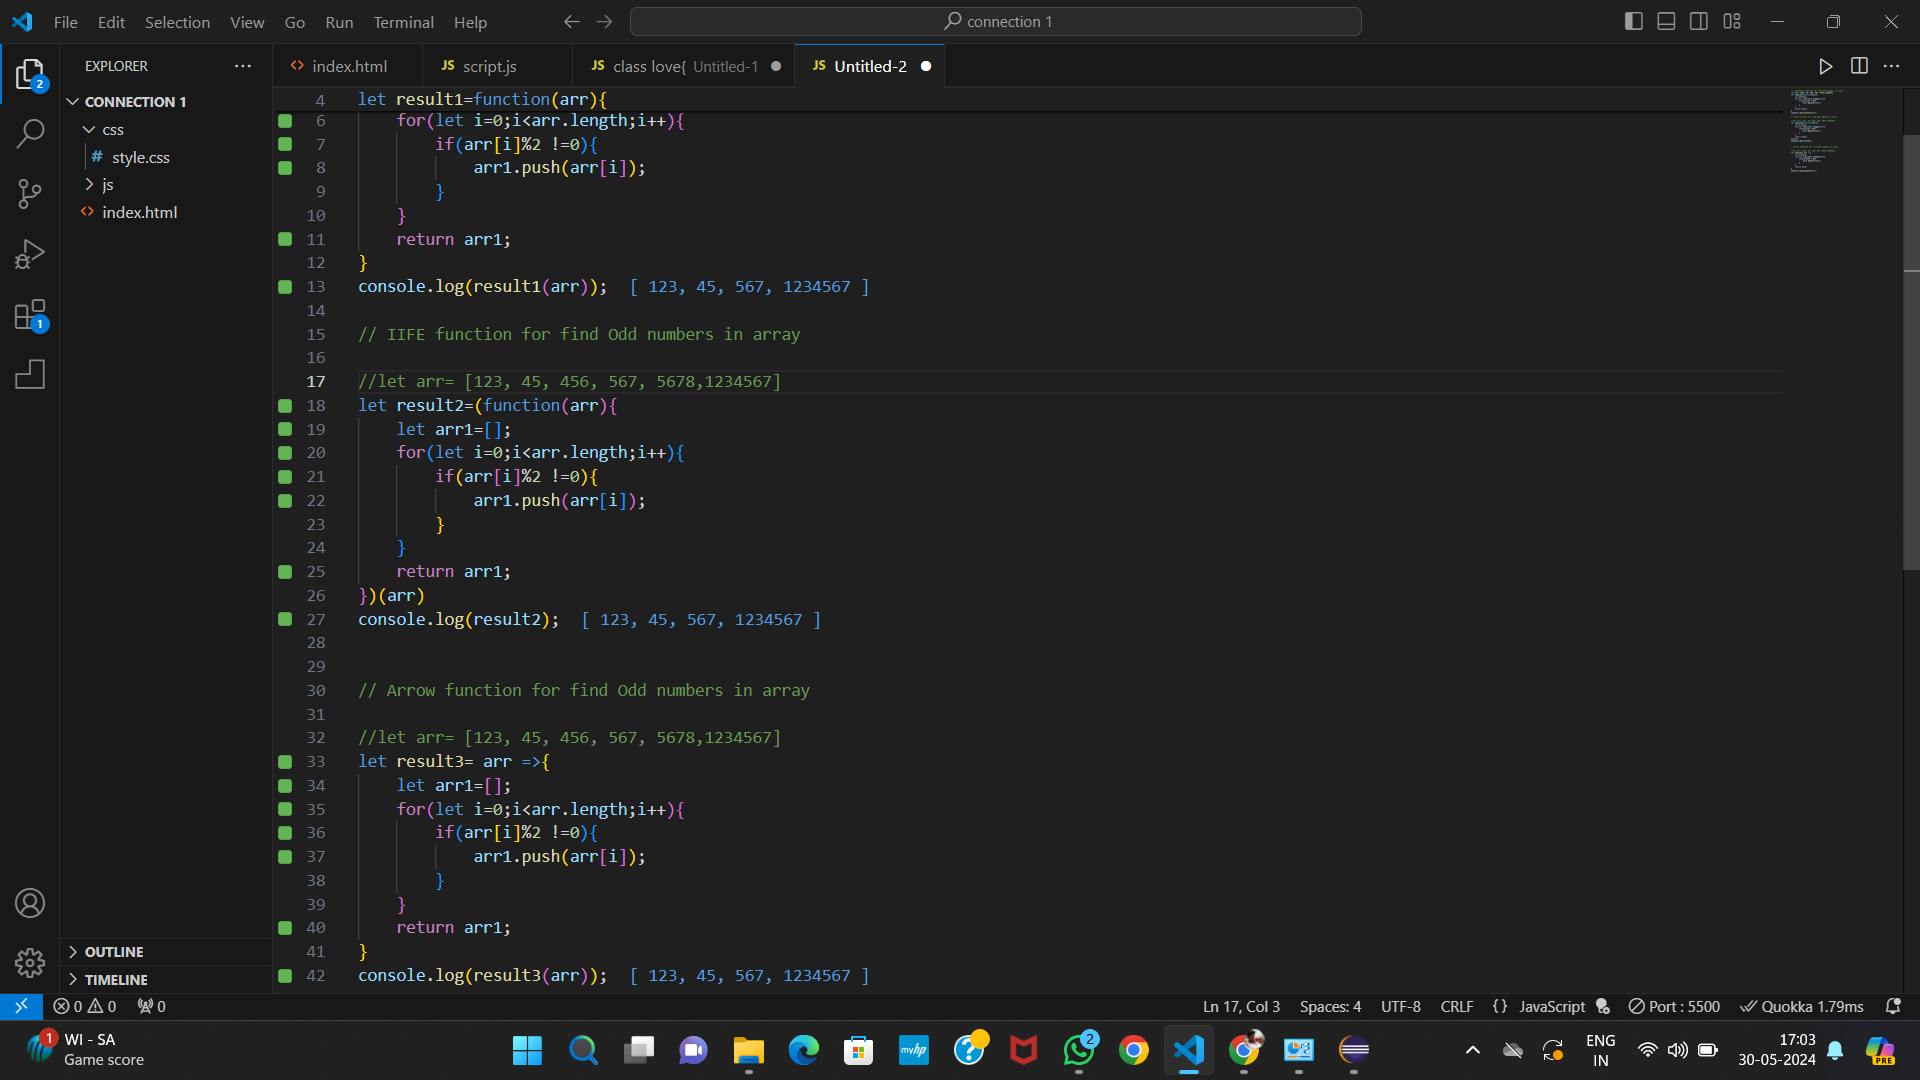 File Edit Selection View Go Run Terminal Help
connection 1
2
EXPLORER
CONNECTION 1
css
# style.css
js
<> index.html
1
OUTLINE
TIMELINE
<> index.html
JS script.js
JS class love{ Untitled-1
JS Untitled-2
4 let result1=function(arr){
6 for(let i=0;i<arr.length;i++){
7 if(arr[i]%2 !=0){
8 arr1.push(arr[i]);
9 }
10 }
11 return arr1;
12 }
13 console.log(result1(arr)); [ 123, 45, 567, 1234567 ]
14
15 // IIFE function for find Odd numbers in array
16
17 //let arr= [123, 45, 456, 567, 5678,1234567]
18 let result2=(function(arr){
19 let arr1=[];
20 for(let i=0;i<arr.length;i++){
21 if(arr[i]%2 !=0){
22 arr1.push(arr[i]);
23 }
24 }
25 return arr1;
26 })(arr)
27 console.log(result2); [ 123, 45, 567, 1234567 ]
28
29
30 // Arrow function for find Odd numbers in array
31
32 //let arr= [123, 45, 456, 567, 5678,1234567]
33 let result3= arr =>{
34 let arr1=[];
35 for(let i=0;i<arr.length;i++){
36 if(arr[i]%2 !=0){
37 arr1.push(arr[i]);
38 }
39 }
40 return arr1;
41 }
42 console.log(result3(arr)); [ 123, 45, 567, 1234567 ]
0 0 0
Ln 17, Col 3 Spaces: 4 UTF-8 CRLF {} JavaScript Port : 5500 Quokka 1.79ms
1
WI - SA
Game score
myhp
2
ENG
IN
17:03
30-05-2024
PRE